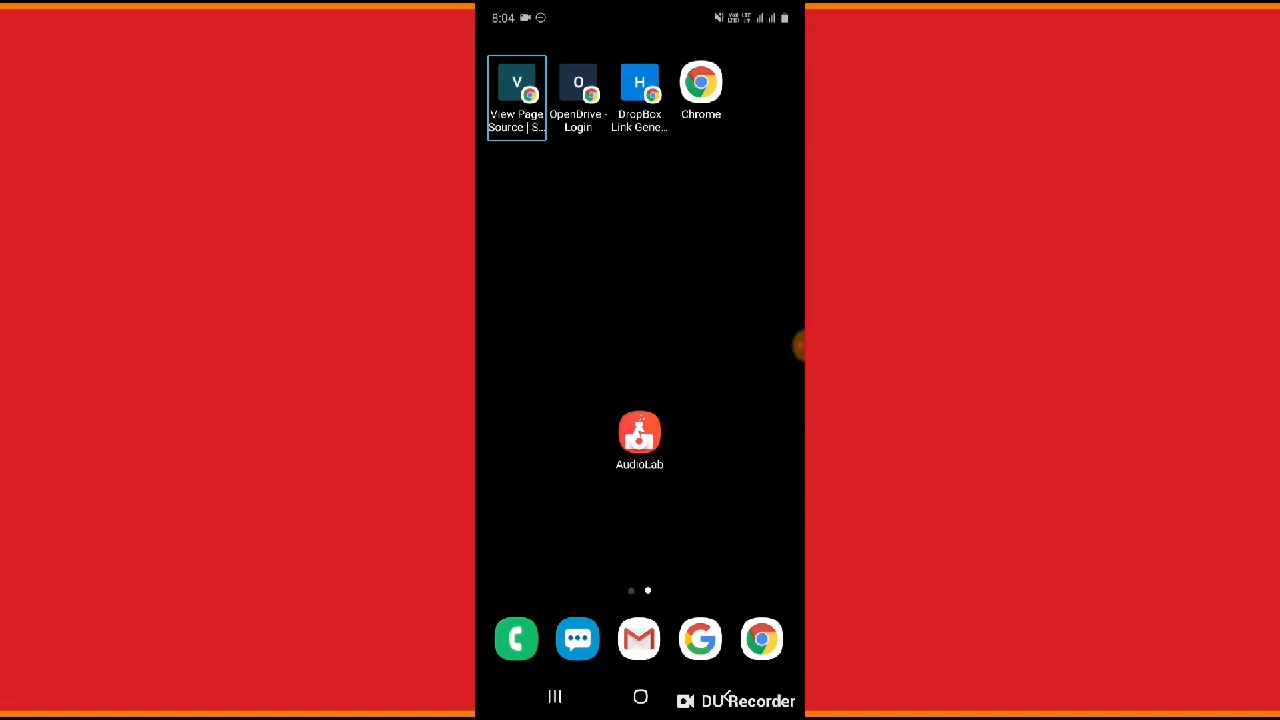 8:04
V
O
H
View Page
Source | S...
OpenDrive -
Login
DropBox
Link Gene...
Chrome
AudioLab
DU Recorder